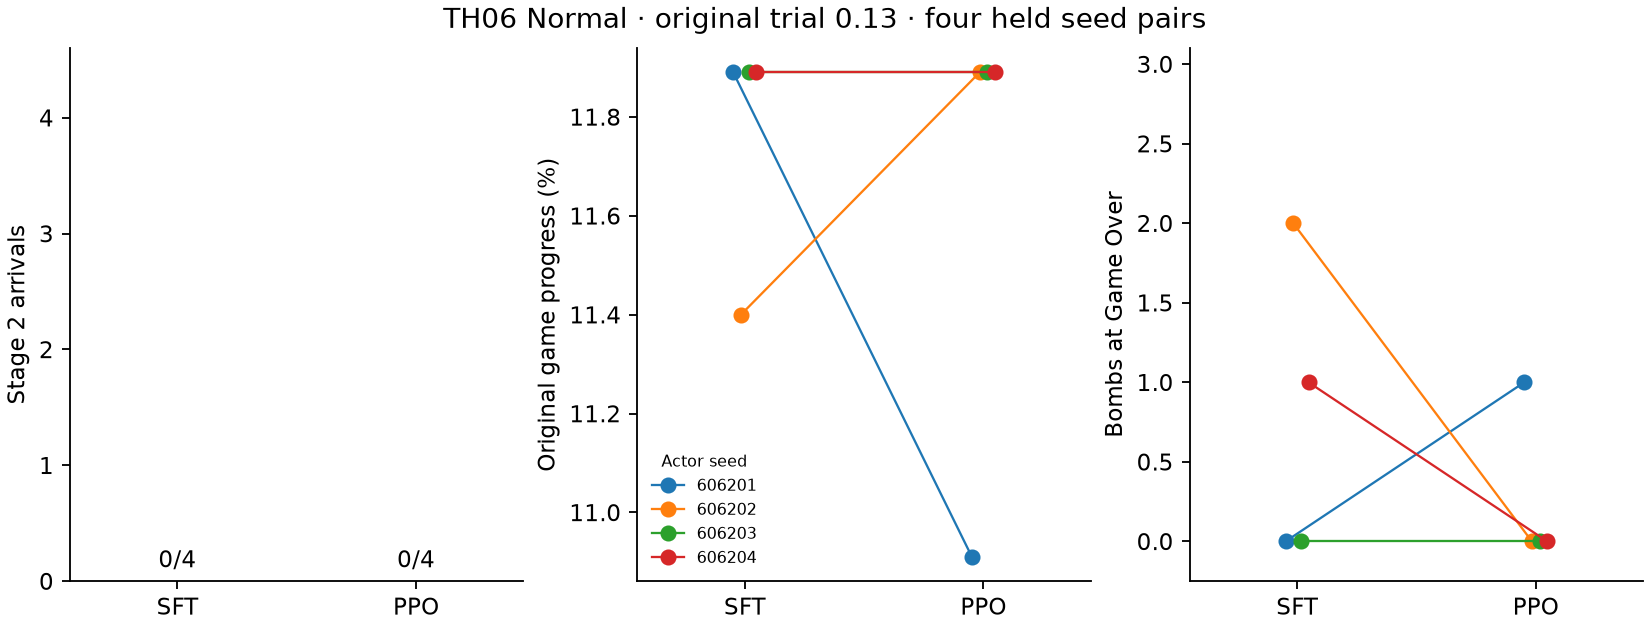 TH06 Normal · original trial 0.13 · four held seed pairs
Stage 2 arrivals
4
3
2
1
0
0/4
0/4
SFT
PPO
Original game progress (%)
11.8
11.6
11.4
11.2
11.0
Actor seed
606201
606202
606203
606204
SFT
PPO
Bombs at Game Over
3.0
2.5
2.0
1.5
1.0
0.5
0.0
SFT
PPO